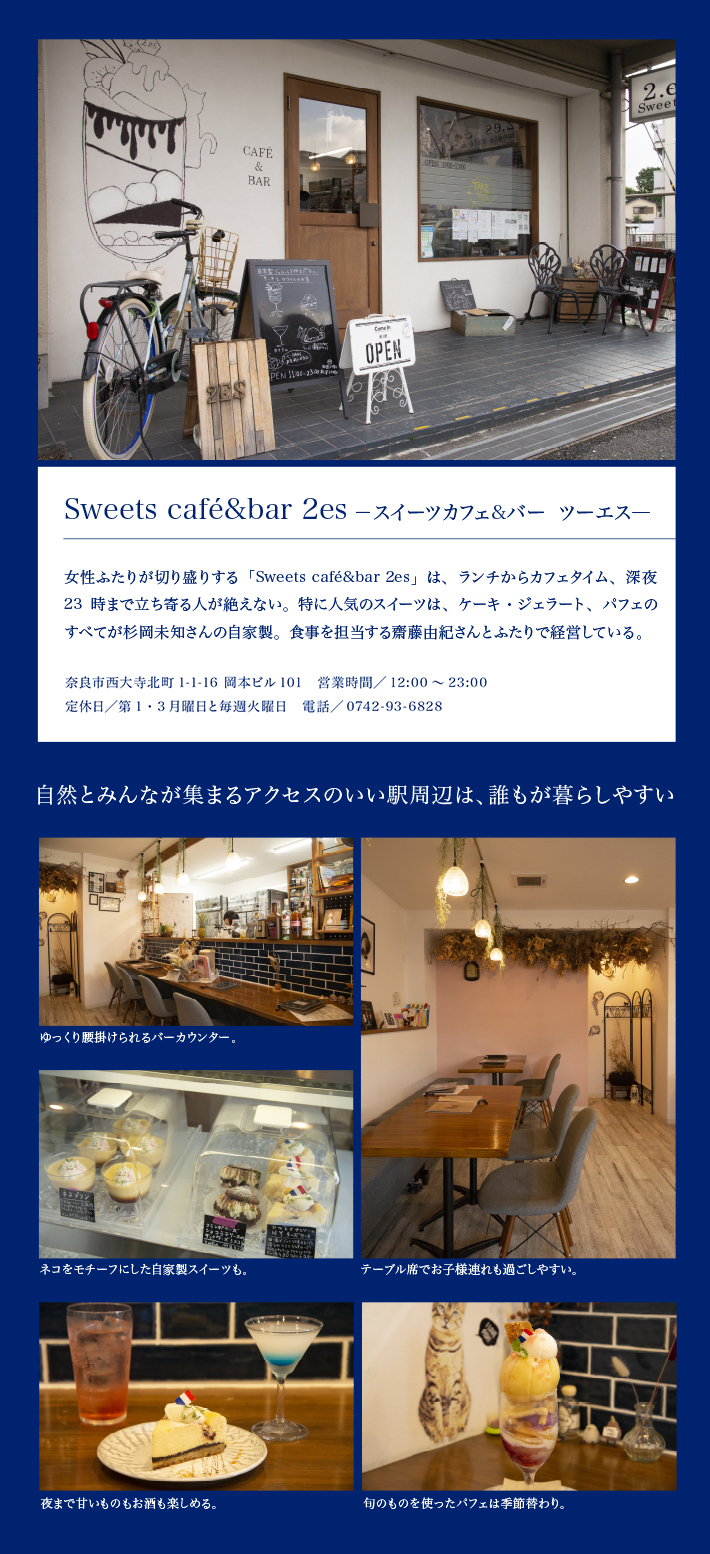 2es
CAFÉ
&
BAR
2.e
Sweet
OPEN
2ES
OPEN 11:00~23:00
Sweets café&bar 2es ―スイーツカフェ&バー ツーエス―
女性ふたりが切り盛りする「Sweets café&bar 2es」は、ランチからカフェタイム、深夜
23 時まで立ち寄る人が絶えない。特に人気のスイーツは、ケーキ・ジェラート、パフェの
すべてが杉岡未知さんの自家製。食事を担当する齋藤由紀さんとふたりで経営している。
奈良市西大寺北町 1-1-16 岡本ビル 101 営業時間／12:00 ～ 23:00
定休日／第 1・3 月曜日と毎週火曜日 電話／0742-93-6828
自然とみんなが集まるアクセスのいい駅周辺は、誰もが暮らしやすい
ゆっくり腰掛けられるバーカウンター。
ネコプリン
ネコをモチーフにした自家製スイーツも。
テーブル席でお子様連れも過ごしやすい。
夜まで甘いものもお酒も楽しめる。
旬のものを使ったパフェは季節替わり。